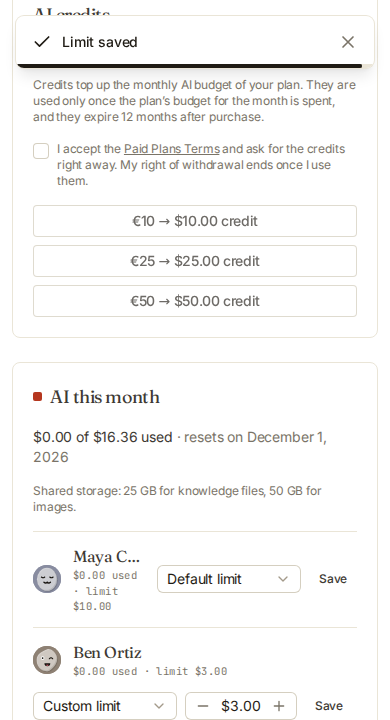 AI credits
Limit saved
Credits top up the monthly AI budget of your plan. They are
used only once the plan's budget for the month is spent,
and they expire 12 months after purchase.
I accept the Paid Plans Terms and ask for the credits
right away. My right of withdrawal ends once I use
them.
€10 → $10.00 credit
€25 → $25.00 credit
€50 → $50.00 credit
AI this month
$0.00 of $16.36 used · resets on December 1,
2026
Shared storage: 25 GB for knowledge files, 50 GB for
images.
Maya C...
$0.00 used
· limit
$10.00
Default limit
Save
Ben Ortiz
$0.00 used · limit $3.00
Custom limit
$3.00
Save